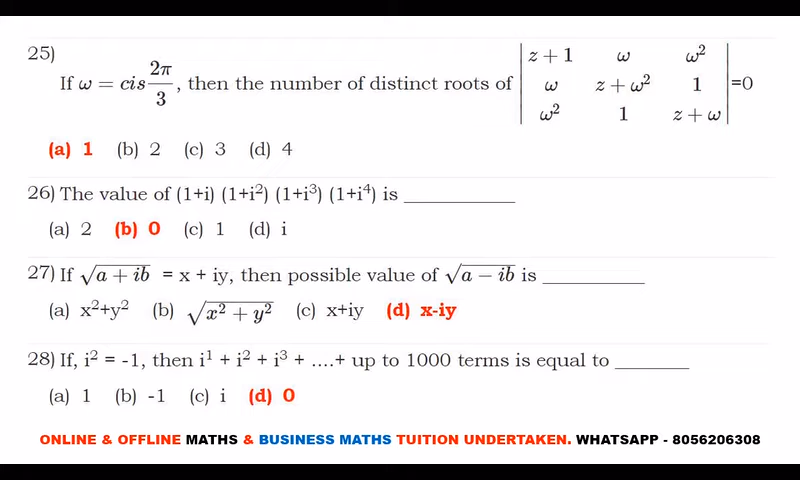 25)
If ω = cis 2π/3, then the number of distinct roots of | z + 1 ω ω² |
| ω z + ω² 1 | =0
| ω² 1 z + ω |
(a) 1 (b) 2 (c) 3 (d) 4
26) The value of (1+i) (1+i²) (1+i³) (1+i⁴) is __________
(a) 2 (b) 0 (c) 1 (d) i
27) If √(a + ib) = x + iy, then possible value of √(a − ib) is _________
(a) x²+y² (b) √(x² + y²) (c) x+iy (d) x-iy
28) If, i² = -1, then i¹ + i² + i³ + ....+ up to 1000 terms is equal to ______
(a) 1 (b) -1 (c) i (d) 0
ONLINE & OFFLINE MATHS & BUSINESS MATHS TUITION UNDERTAKEN. WHATSAPP - 8056206308